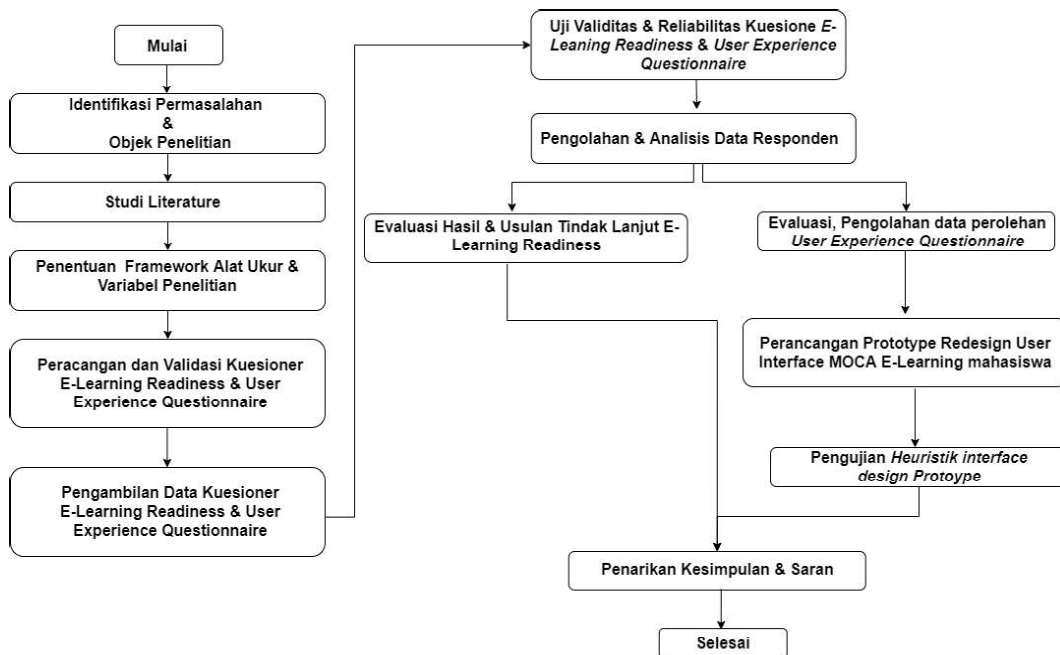 Mulai
Identifikasi Permasalahan
&
Objek Penelitian
Studi Literature
Penentuan Framework Alat Ukur &
Variabel Penelitian
Peracangan dan Validasi Kuesioner
E-Learning Readiness & User
Experience Questionnaire
Pengambilan Data Kuesioner
E-Learning Readiness & User
Experience Questionnaire
Uji Validitas & Reliabilitas Kuesione E-
Leaning Readiness & User Experience
Questionnaire
Pengolahan & Analisis Data Responden
Evaluasi Hasil & Usulan Tindak Lanjut E-
Learning Readiness
Evaluasi, Pengolahan data perolehan
User Experience Questionnaire
Perancangan Prototype Redesign User
Interface MOCA E-Learning mahasiswa
Pengujian Heuristik interface
design Protoype
Penarikan Kesimpulan & Saran
Selesai